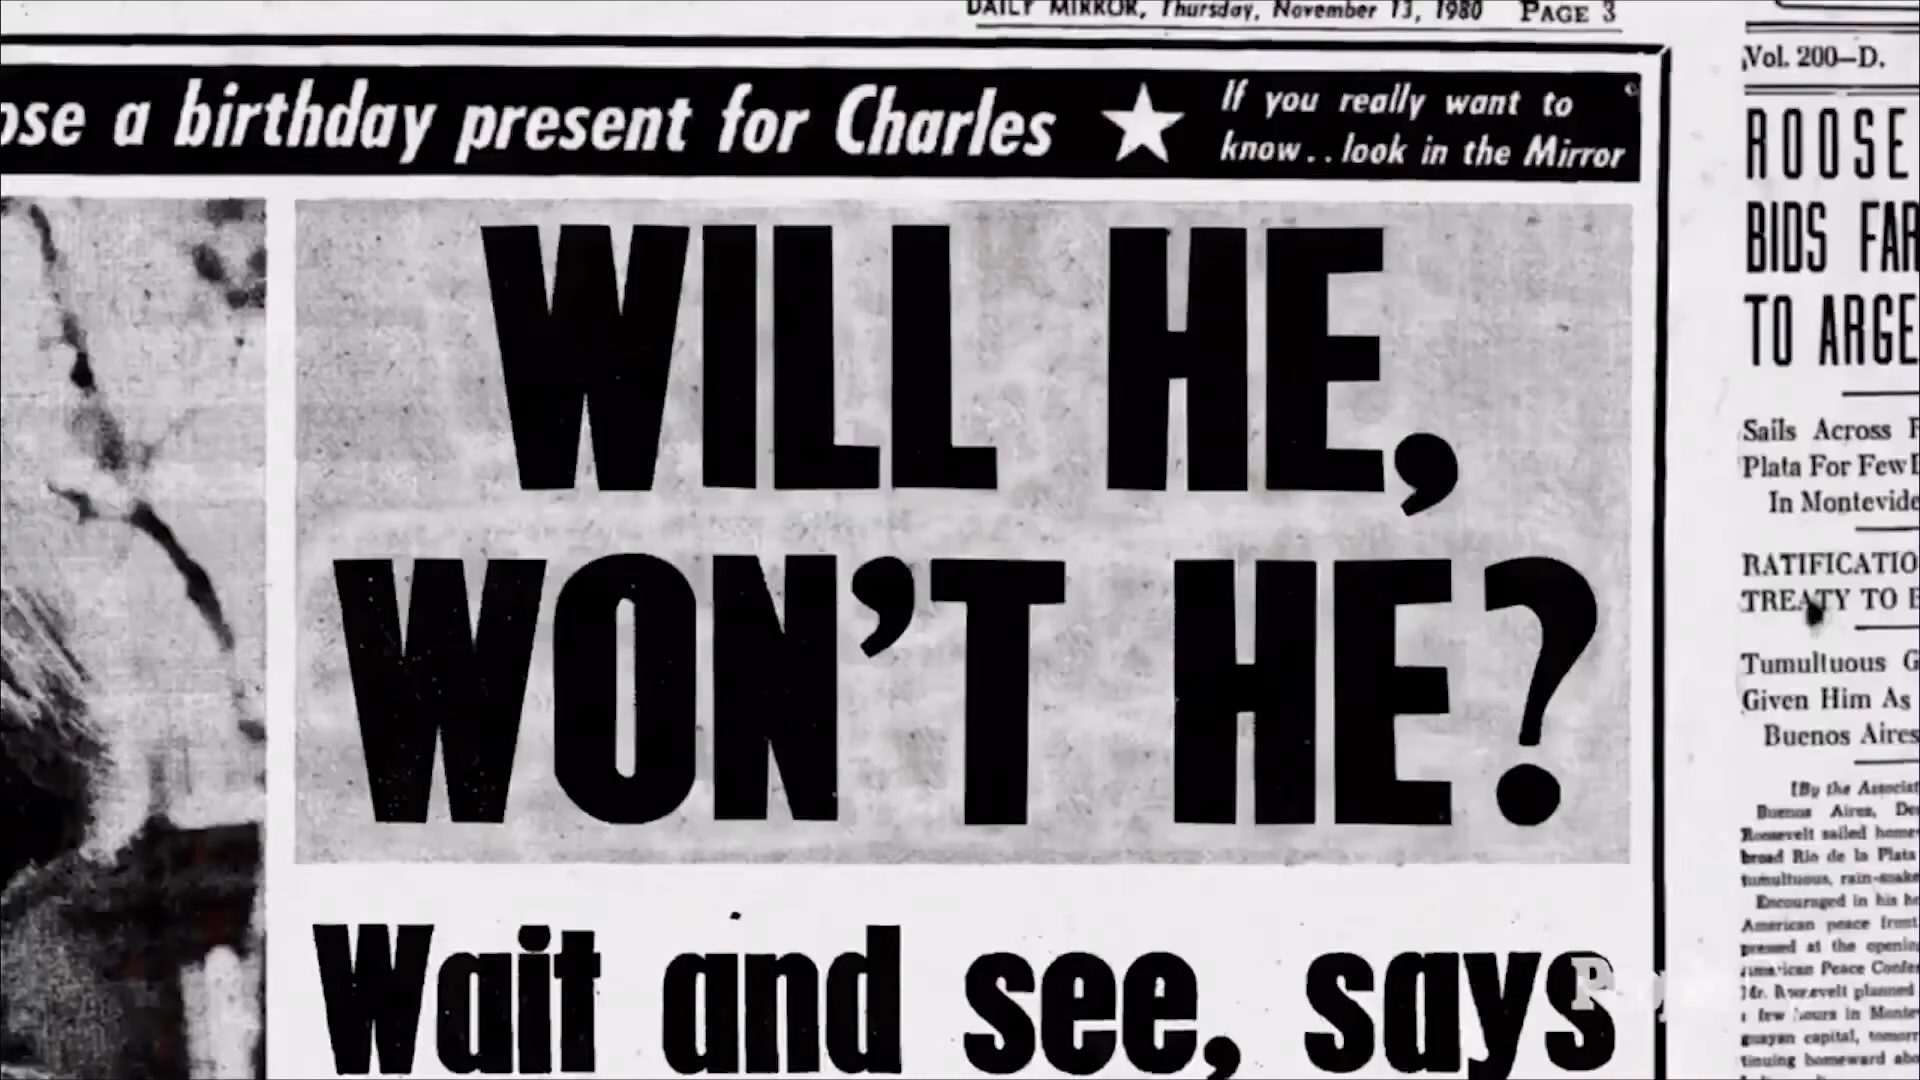 DAILY MIRROR, Thursday, November 13, 1980 PAGE 3
ose a birthday present for Charles
If you really want to
know.. look in the Mirror
WILL HE,
WON'T HE?
Wait and see, says
Vol. 200—D.
ROOSE
BIDS FAR
TO ARGE
Sails Across
Plata For Few
In Montevide
RATIFICATIO
TREATY TO
Tumultuous G
Given Him As
Buenos Aires
[By the Associat
Buenos Aires, De
Roosevelt sailed home
broad Rio de la Plata
tumultuous, rain-soake
Encouraged in his
American peace front
pressed at the opening
American Peace Confe
Mr. Roosevelt planned
a few hours in Monte
guayan capital, tomorr
tinuing homeward abo